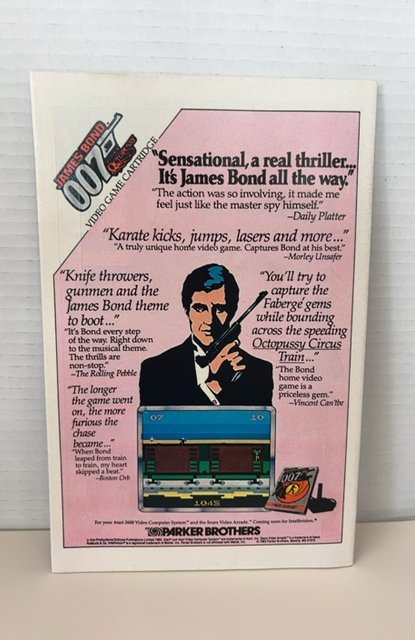 JAMES BOND
007
VIDEO GAME CARTRIDGE
"Sensational, a real thriller...
It's James Bond all the way."
"The action was so involving, it made me
feel just like the master spy himself."
—Daily Platter
"Karate kicks, jumps, lasers and more..."
"A truly unique home video game. Captures Bond at his best."
—Morley Unsafer
"Knife throwers,
gunmen and the
James Bond theme
to boot..."
"It's Bond every step
of the way. Right down
to the musical theme.
The thrills are
non-stop."
—The Rolling Pebble
"The longer
the game went
on, the more
furious the
chase
became..."
"When Bond
leaped from train
to train, my heart
skipped a beat."
—Boston Orb
"You'll try to
capture the
Fabergé gems
while bounding
across the speeding
Octopussy Circus
Train..."
"The Bond
home video
game is a
priceless gem."
—Vincent Can'tbe
07 10
1045
007
For your Atari 2600 Video Computer System™ and the Sears Video Arcade.™ Coming soon for Intellivision.®
PARKER BROTHERS